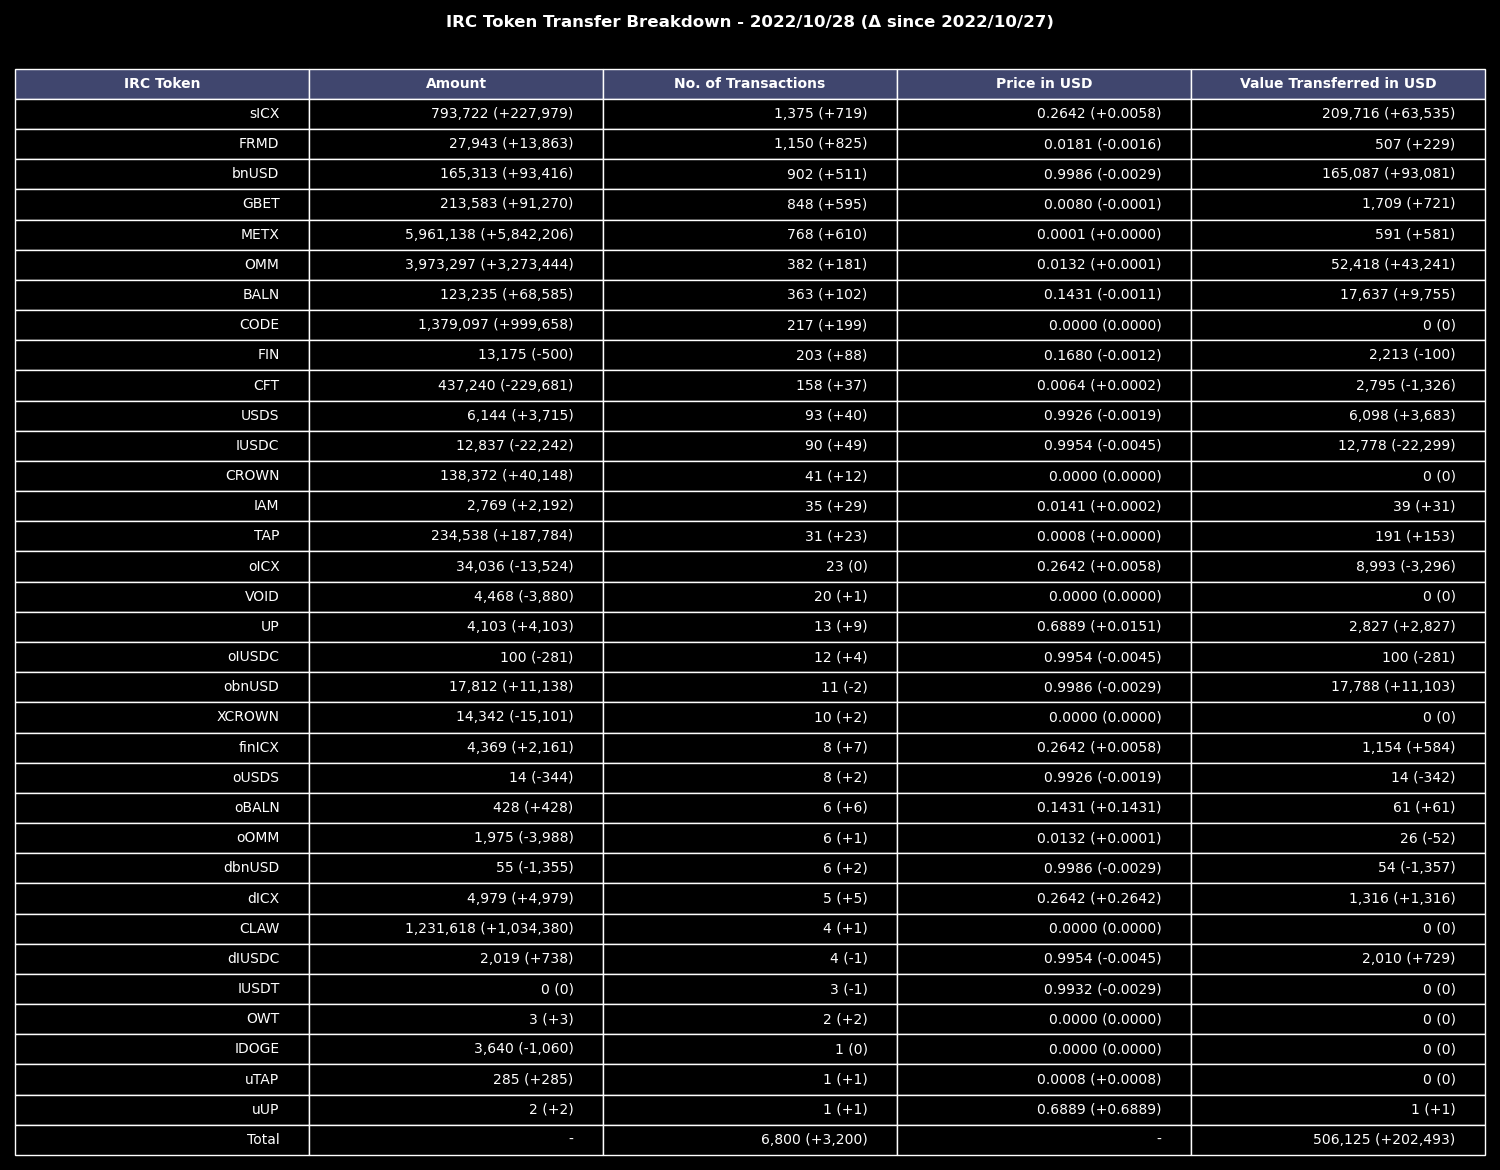 IRC Token Transfer Breakdown - 2022/10/28 (Δ since 2022/10/27)
IRC Token Amount No. of Transactions Price in USD Value Transferred in USD
sICX 793,722 (+227,979) 1,375 (+719) 0.2642 (+0.0058) 209,716 (+63,535)
FRMD 27,943 (+13,863) 1,150 (+825) 0.0181 (-0.0016) 507 (+229)
bnUSD 165,313 (+93,416) 902 (+511) 0.9986 (-0.0029) 165,087 (+93,081)
GBET 213,583 (+91,270) 848 (+595) 0.0080 (-0.0001) 1,709 (+721)
METX 5,961,138 (+5,842,206) 768 (+610) 0.0001 (+0.0000) 591 (+581)
OMM 3,973,297 (+3,273,444) 382 (+181) 0.0132 (+0.0001) 52,418 (+43,241)
BALN 123,235 (+68,585) 363 (+102) 0.1431 (-0.0011) 17,637 (+9,755)
CODE 1,379,097 (+999,658) 217 (+199) 0.0000 (0.0000) 0 (0)
FIN 13,175 (-500) 203 (+88) 0.1680 (-0.0012) 2,213 (-100)
CFT 437,240 (-229,681) 158 (+37) 0.0064 (+0.0002) 2,795 (-1,326)
USDS 6,144 (+3,715) 93 (+40) 0.9926 (-0.0019) 6,098 (+3,683)
IUSDC 12,837 (-22,242) 90 (+49) 0.9954 (-0.0045) 12,778 (-22,299)
CROWN 138,372 (+40,148) 41 (+12) 0.0000 (0.0000) 0 (0)
IAM 2,769 (+2,192) 35 (+29) 0.0141 (+0.0002) 39 (+31)
TAP 234,538 (+187,784) 31 (+23) 0.0008 (+0.0000) 191 (+153)
oICX 34,036 (-13,524) 23 (0) 0.2642 (+0.0058) 8,993 (-3,296)
VOID 4,468 (-3,880) 20 (+1) 0.0000 (0.0000) 0 (0)
UP 4,103 (+4,103) 13 (+9) 0.6889 (+0.0151) 2,827 (+2,827)
oIUSDC 100 (-281) 12 (+4) 0.9954 (-0.0045) 100 (-281)
obnUSD 17,812 (+11,138) 11 (-2) 0.9986 (-0.0029) 17,788 (+11,103)
XCROWN 14,342 (-15,101) 10 (+2) 0.0000 (0.0000) 0 (0)
finICX 4,369 (+2,161) 8 (+7) 0.2642 (+0.0058) 1,154 (+584)
oUSDS 14 (-344) 8 (+2) 0.9926 (-0.0019) 14 (-342)
oBALN 428 (+428) 6 (+6) 0.1431 (+0.1431) 61 (+61)
oOMM 1,975 (-3,988) 6 (+1) 0.0132 (+0.0001) 26 (-52)
dbnUSD 55 (-1,355) 6 (+2) 0.9986 (-0.0029) 54 (-1,357)
dICX 4,979 (+4,979) 5 (+5) 0.2642 (+0.2642) 1,316 (+1,316)
CLAW 1,231,618 (+1,034,380) 4 (+1) 0.0000 (0.0000) 0 (0)
dIUSDC 2,019 (+738) 4 (-1) 0.9954 (-0.0045) 2,010 (+729)
IUSDT 0 (0) 3 (-1) 0.9932 (-0.0029) 0 (0)
OWT 3 (+3) 2 (+2) 0.0000 (0.0000) 0 (0)
IDOGE 3,640 (-1,060) 1 (0) 0.0000 (0.0000) 0 (0)
uTAP 285 (+285) 1 (+1) 0.0008 (+0.0008) 0 (0)
uUP 2 (+2) 1 (+1) 0.6889 (+0.6889) 1 (+1)
Total - 6,800 (+3,200) - 506,125 (+202,493)